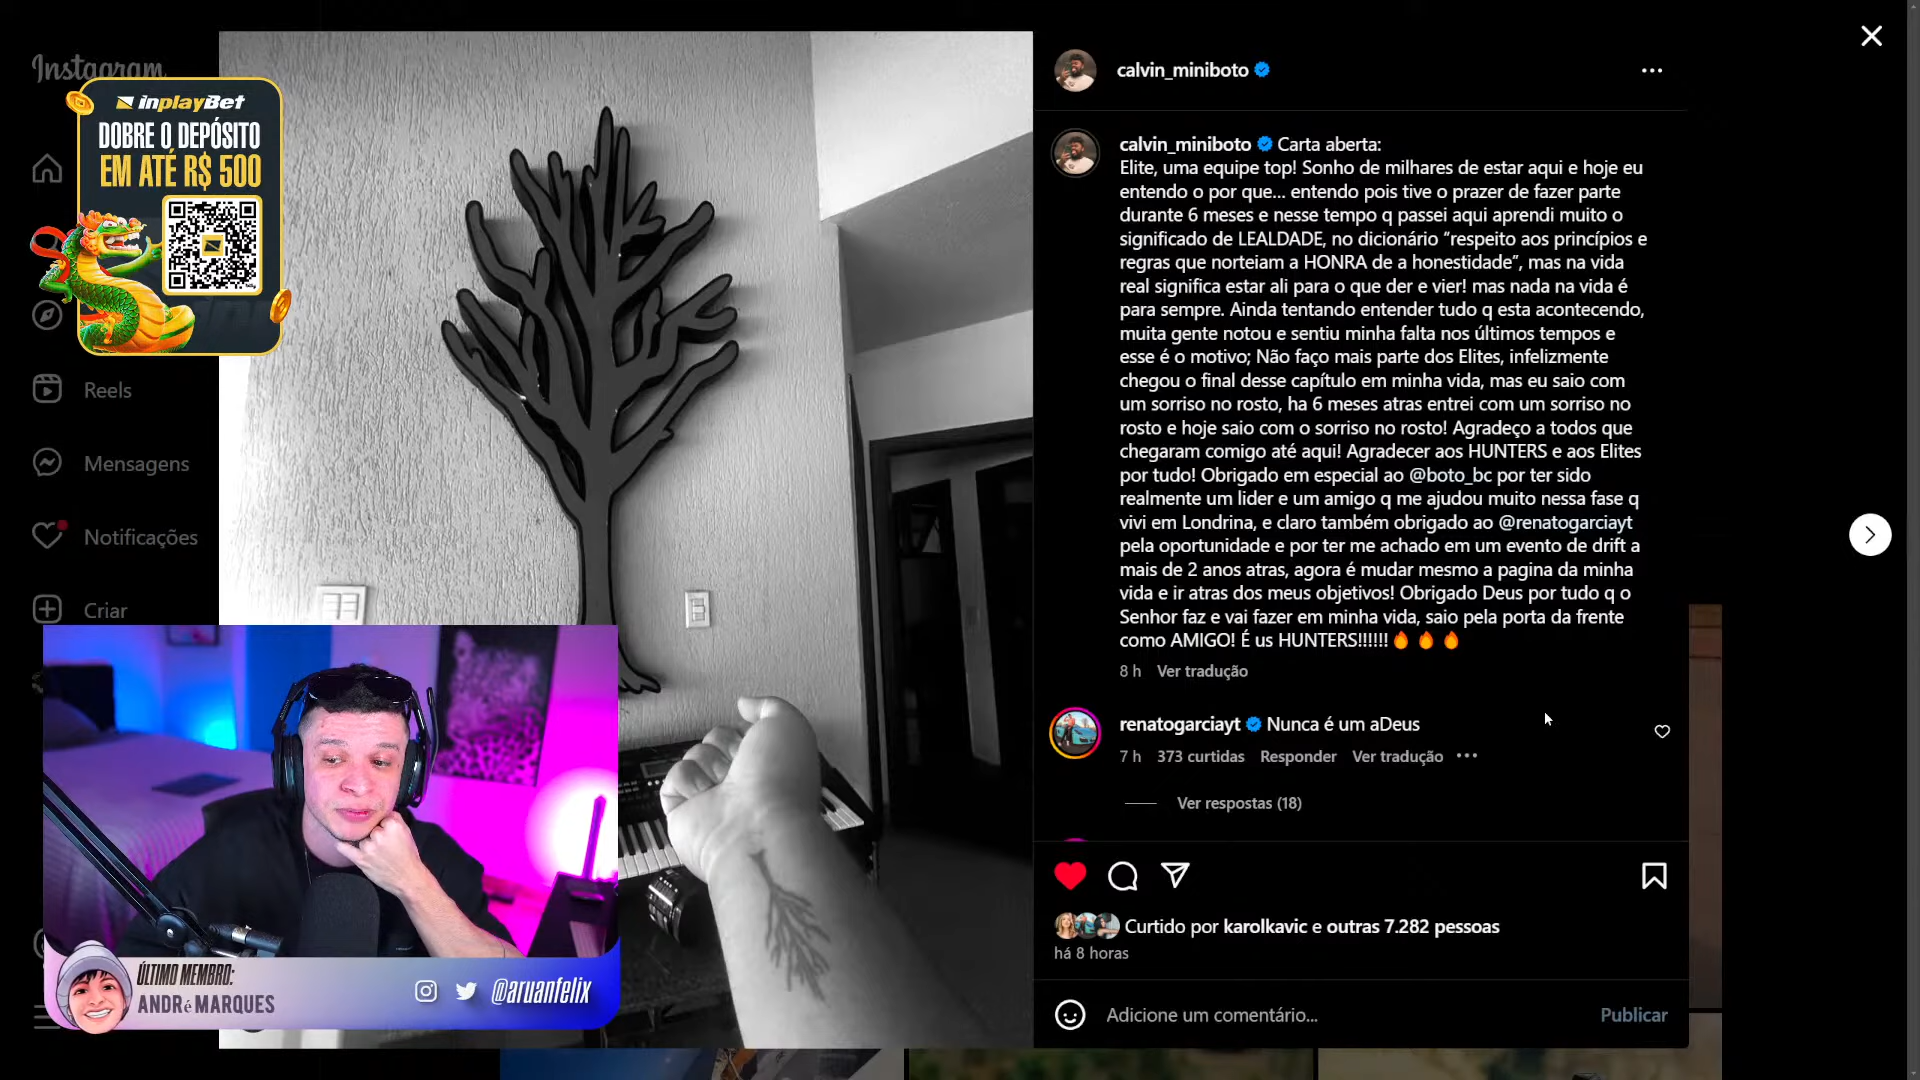 Instagram
inplayBet
DOBRE O DEPÓSITO
EM ATÉ R$ 500
Reels
Mensagens
Notificações
Criar
ÚLTIMO MEMBRO:
ANDRé MARQUES
@aruanfelix
calvin_miniboto
calvin_miniboto Carta aberta:
Elite, uma equipe top! Sonho de milhares de estar aqui e hoje eu
entendo o por que... entendo pois tive o prazer de fazer parte
durante 6 meses e nesse tempo q passei aqui aprendi muito o
significado de LEALDADE, no dicionário “respeito aos princípios e
regras que norteiam a HONRA de a honestidade”, mas na vida
real significa estar ali para o que der e vier! mas nada na vida é
para sempre. Ainda tentando entender tudo q esta acontecendo,
muita gente notou e sentiu minha falta nos últimos tempos e
esse é o motivo; Não faço mais parte dos Elites, infelizmente
chegou o final desse capítulo em minha vida, mas eu saio com
um sorriso no rosto, ha 6 meses atras entrei com um sorriso no
rosto e hoje saio com o sorriso no rosto! Agradeço a todos que
chegaram comigo até aqui! Agradecer aos HUNTERS e aos Elites
por tudo! Obrigado em especial ao @boto_bc por ter sido
realmente um lider e um amigo q me ajudou muito nessa fase q
vivi em Londrina, e claro também obrigado ao @renatogarciayt
pela oportunidade e por ter me achado em um evento de drift a
mais de 2 anos atras, agora é mudar mesmo a pagina da minha
vida e ir atras dos meus objetivos! Obrigado Deus por tudo q o
Senhor faz e vai fazer em minha vida, saio pela porta da frente
como AMIGO! É us HUNTERS!!!!!! 🔥 🔥 🔥
8 h Ver tradução
renatogarciayt Nunca é um aDeus
7 h 373 curtidas Responder Ver tradução
Ver respostas (18)
Curtido por karolkavic e outras 7.282 pessoas
há 8 horas
Adicione um comentário...
Publicar